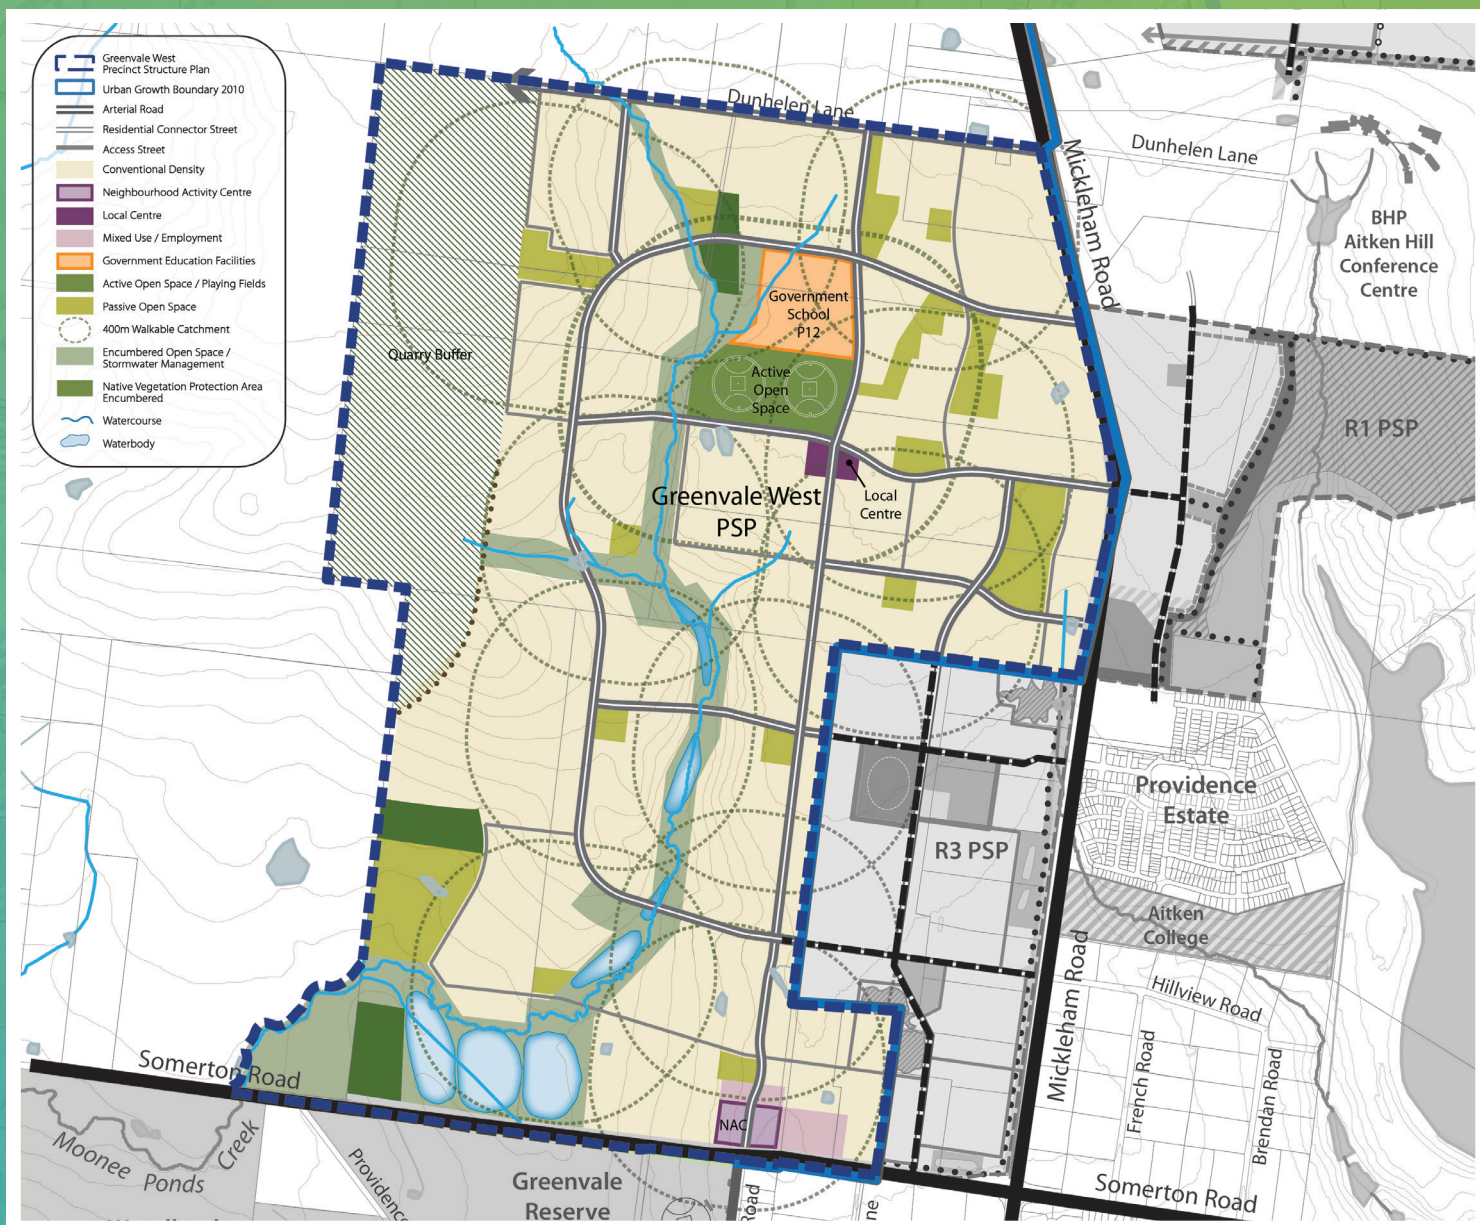 Greenvale West
Precinct Structure Plan
Urban Growth Boundary 2010
Arterial Road
Residential Connector Street
Access Street
Conventional Density
Neighbourhood Activity Centre
Local Centre
Mixed Use / Employment
Government Education Facilities
Active Open Space / Playing Fields
Passive Open Space
400m Walkable Catchment
Encumbered Open Space /
Stormwater Management
Native Vegetation Protection Area
Encumbered
Watercourse
Waterbody
Dunhelen Lane
Dunhelen Lane
Mickleham Road
BHP
Aitken Hill
Conference
Centre
Quarry Buffer
Government
School
P12
Active
Open
Space
R1 PSP
Greenvale West
PSP
Local
Centre
Providence
Estate
R3 PSP
Aitken
College
Mickleham Road
Hillview Road
French Road
Brendan Road
Somerton Road
NAC
Moonee Ponds
Creek
Providence
Greenvale
Reserve
Road
ne
Somerton Road